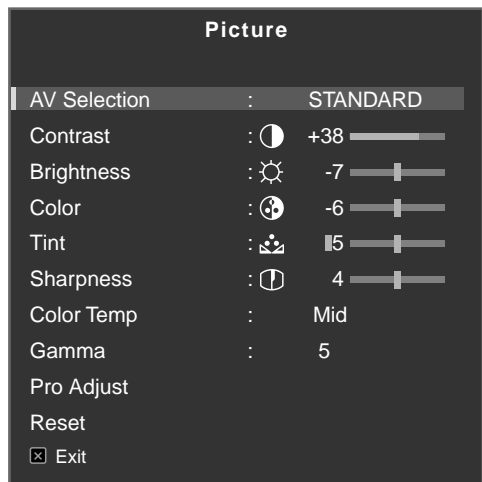 Picture
AV Selection : STANDARD
Contrast : +38
Brightness : -7
Color : -6
Tint : 5
Sharpness : 4
Color Temp : Mid
Gamma : 5
Pro Adjust
Reset
Exit